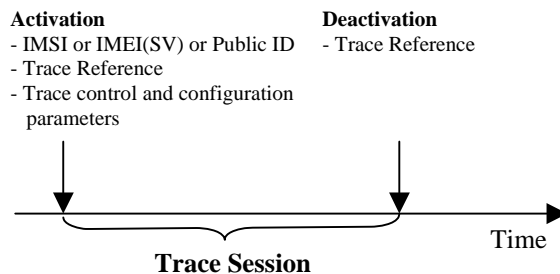 Activation
- IMSI or IMEI(SV) or Public ID
- Trace Reference
- Trace control and configuration
parameters
Deactivation
- Trace Reference
Time
Trace Session